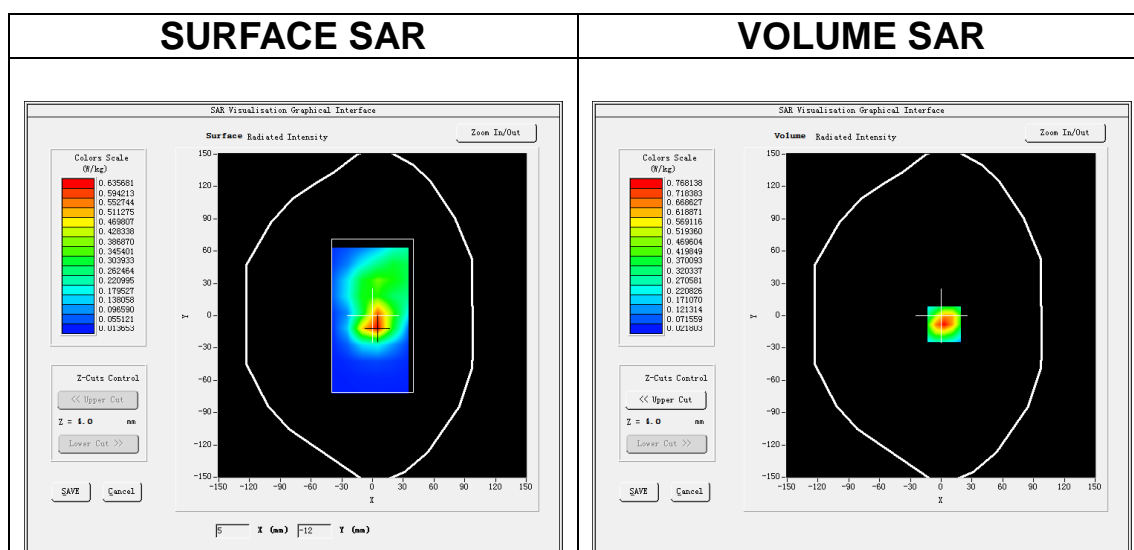 SURFACE SAR
VOLUME SAR
SAR Visualisation Graphical Interface
Surface Radiated Intensity
Zoom In/Out
Colors Scale
(W/kg)
0.635681
0.594213
0.552744
0.511275
0.469807
0.428338
0.386870
0.345401
0.303933
0.262464
0.220995
0.179527
0.138058
0.096590
0.055121
0.013653
Z-Cuts Control
<< Upper Cut
Z = 4.0 mm
Lower Cut >>
SAVE
Cancel
150
120
90
60
30
0
-30
-60
-90
-120
-150
Y
-150 -120 -90 -60 -30 0 30 60 90 120 150
X
5 X (mm) -12 Y (mm)
SAR Visualisation Graphical Interface
Volume Radiated Intensity
Zoom In/Out
Colors Scale
(W/kg)
0.768138
0.718383
0.668627
0.618871
0.569116
0.519360
0.469604
0.419849
0.370093
0.320337
0.270581
0.220826
0.171070
0.121314
0.071559
0.021803
Z-Cuts Control
<< Upper Cut
Z = 4.0 mm
Lower Cut >>
SAVE
Cancel
150
120
90
60
30
0
-30
-60
-90
-120
-150
Y
-150 -120 -90 -60 -30 0 30 60 90 120 150
X